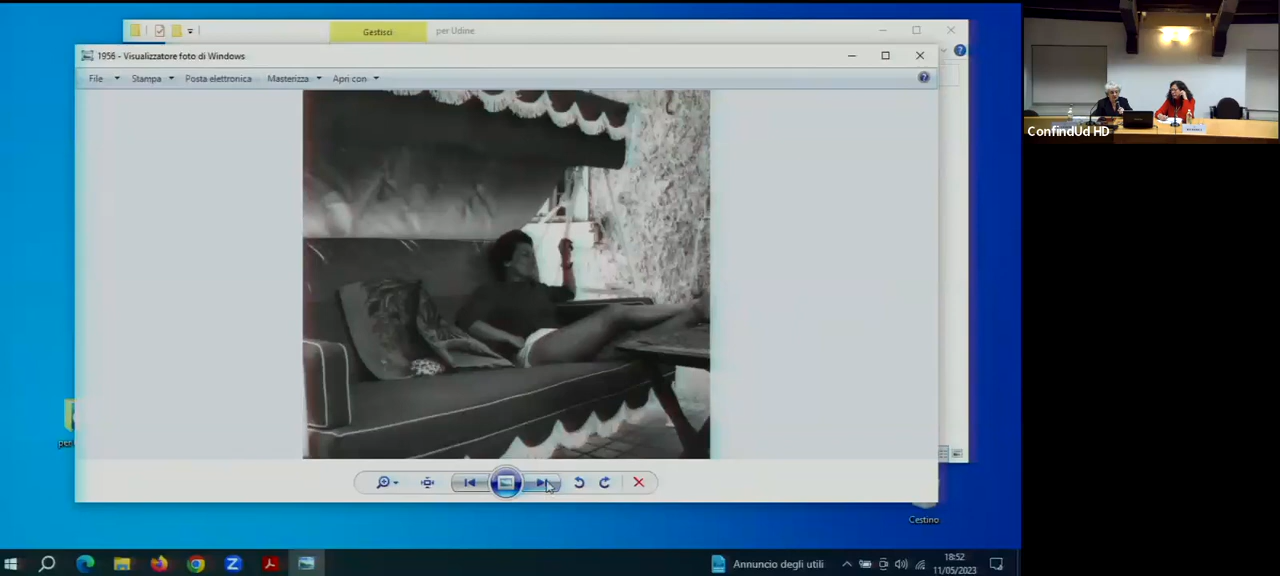 Gestisci
per Udine
1956 - Visualizzatore foto di Windows
File
Stampa
Posta elettronica
Masterizza
Apri con
ConfindUd HD
per
Cestino
Annuncio degli utili
18:52
11/05/2023